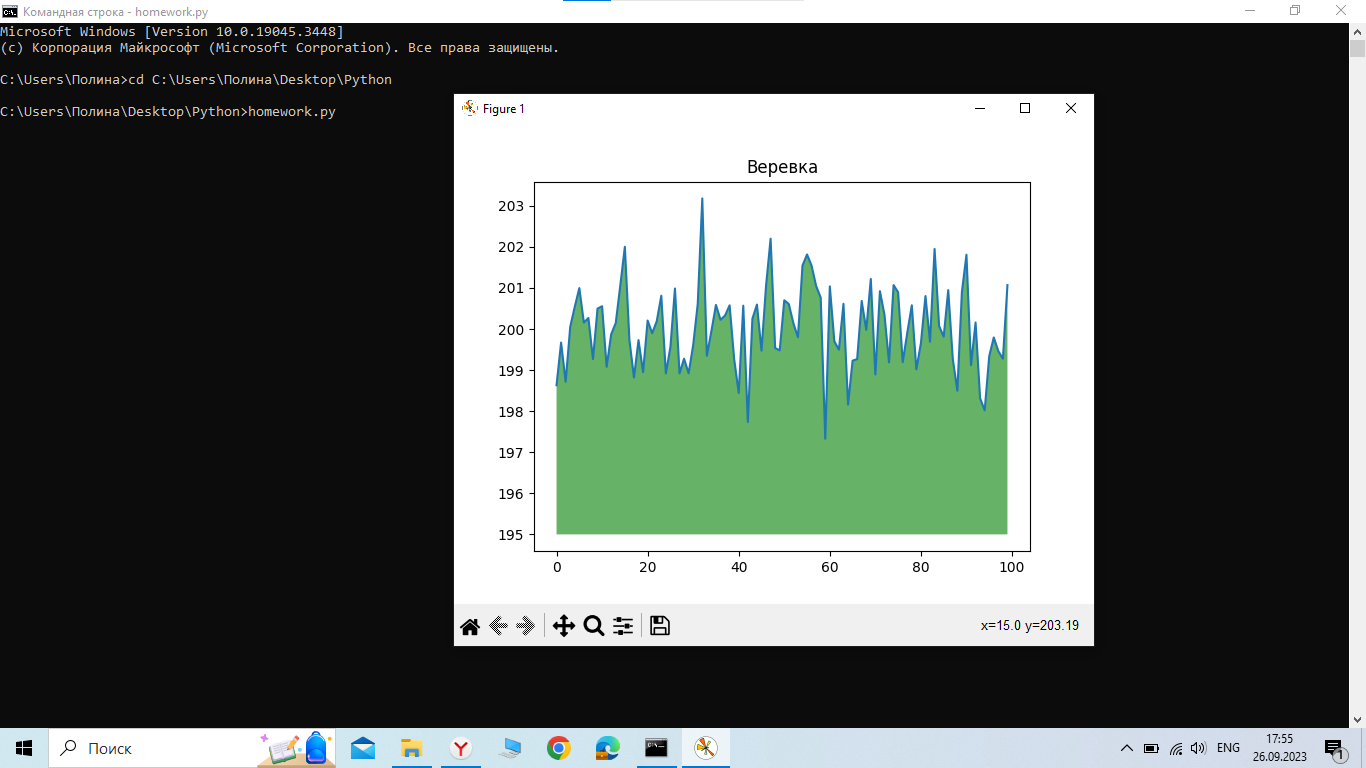 Командная строка - homework.py
Microsoft Windows [Version 10.0.19045.3448]
(c) Корпорация Майкрософт (Microsoft Corporation). Все права защищены.
C:\Users\Полина>cd C:\Users\Полина\Desktop\Python
C:\Users\Полина\Desktop\Python>homework.py
Figure 1
Веревка
203
202
201
200
199
198
197
196
195
0 20 40 60 80 100
x=15.0 y=203.19
Поиск
ENG
17:55
26.09.2023
1